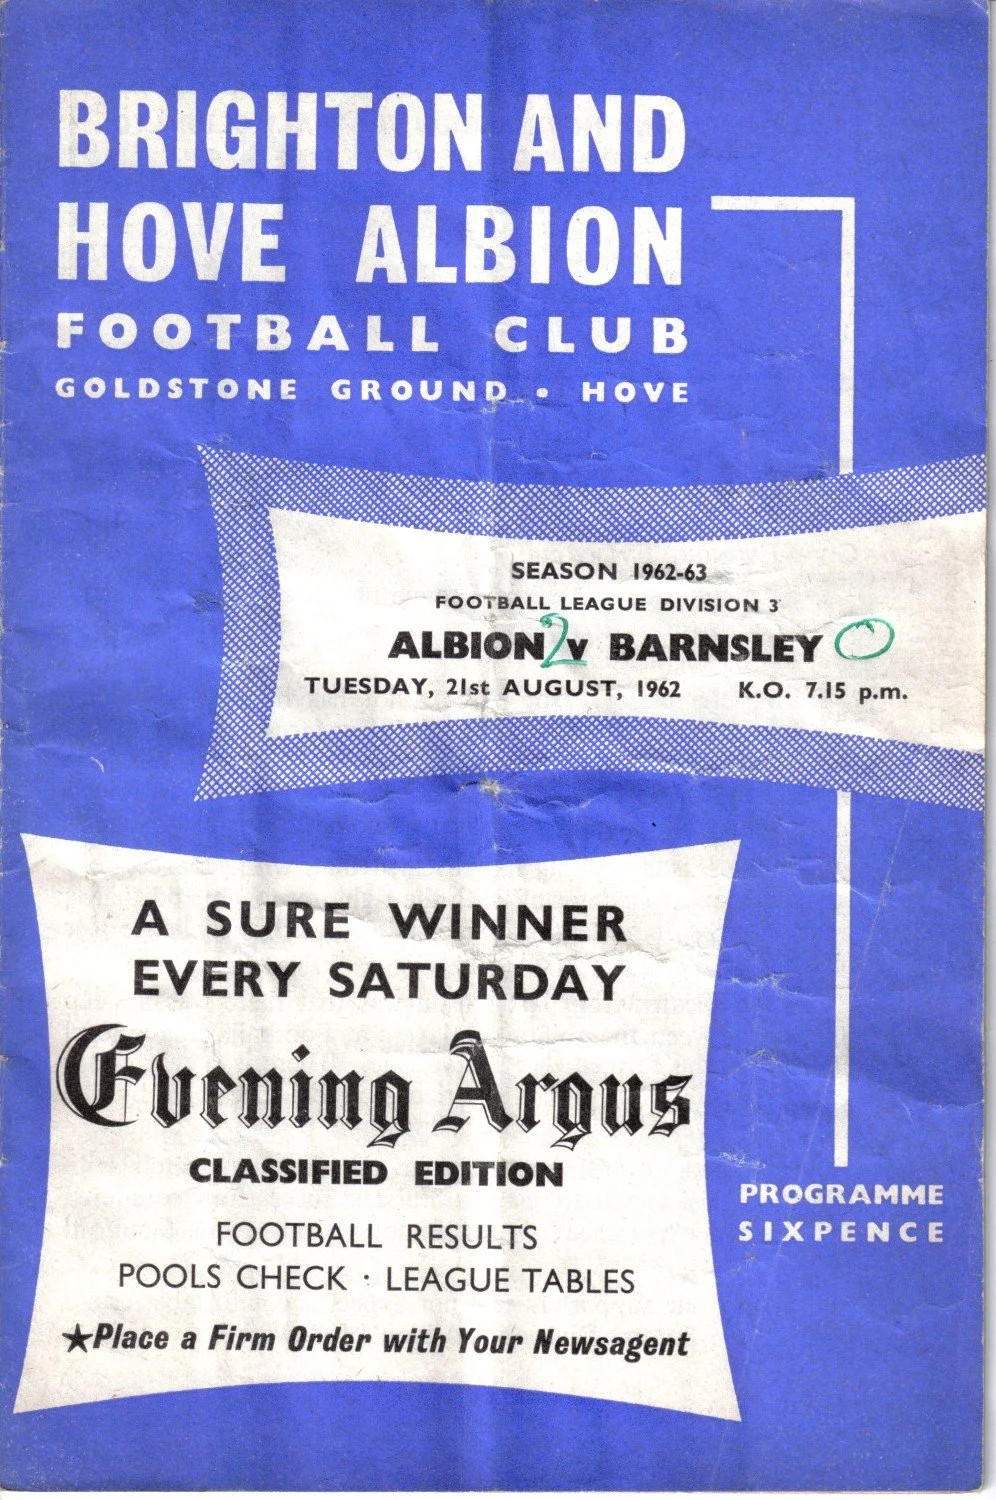 BRIGHTON AND
HOVE ALBION
FOOTBALL CLUB
GOLDSTONE GROUND · HOVE
SEASON 1962-63
FOOTBALL LEAGUE DIVISION 3
ALBION 2 v BARNSLEY 0
TUESDAY, 21st AUGUST, 1962 K.O. 7.15 p.m.
A SURE WINNER
EVERY SATURDAY
Evening Argus
CLASSIFIED EDITION
FOOTBALL RESULTS
POOLS CHECK · LEAGUE TABLES
★Place a Firm Order with Your Newsagent
PROGRAMME
SIXPENCE